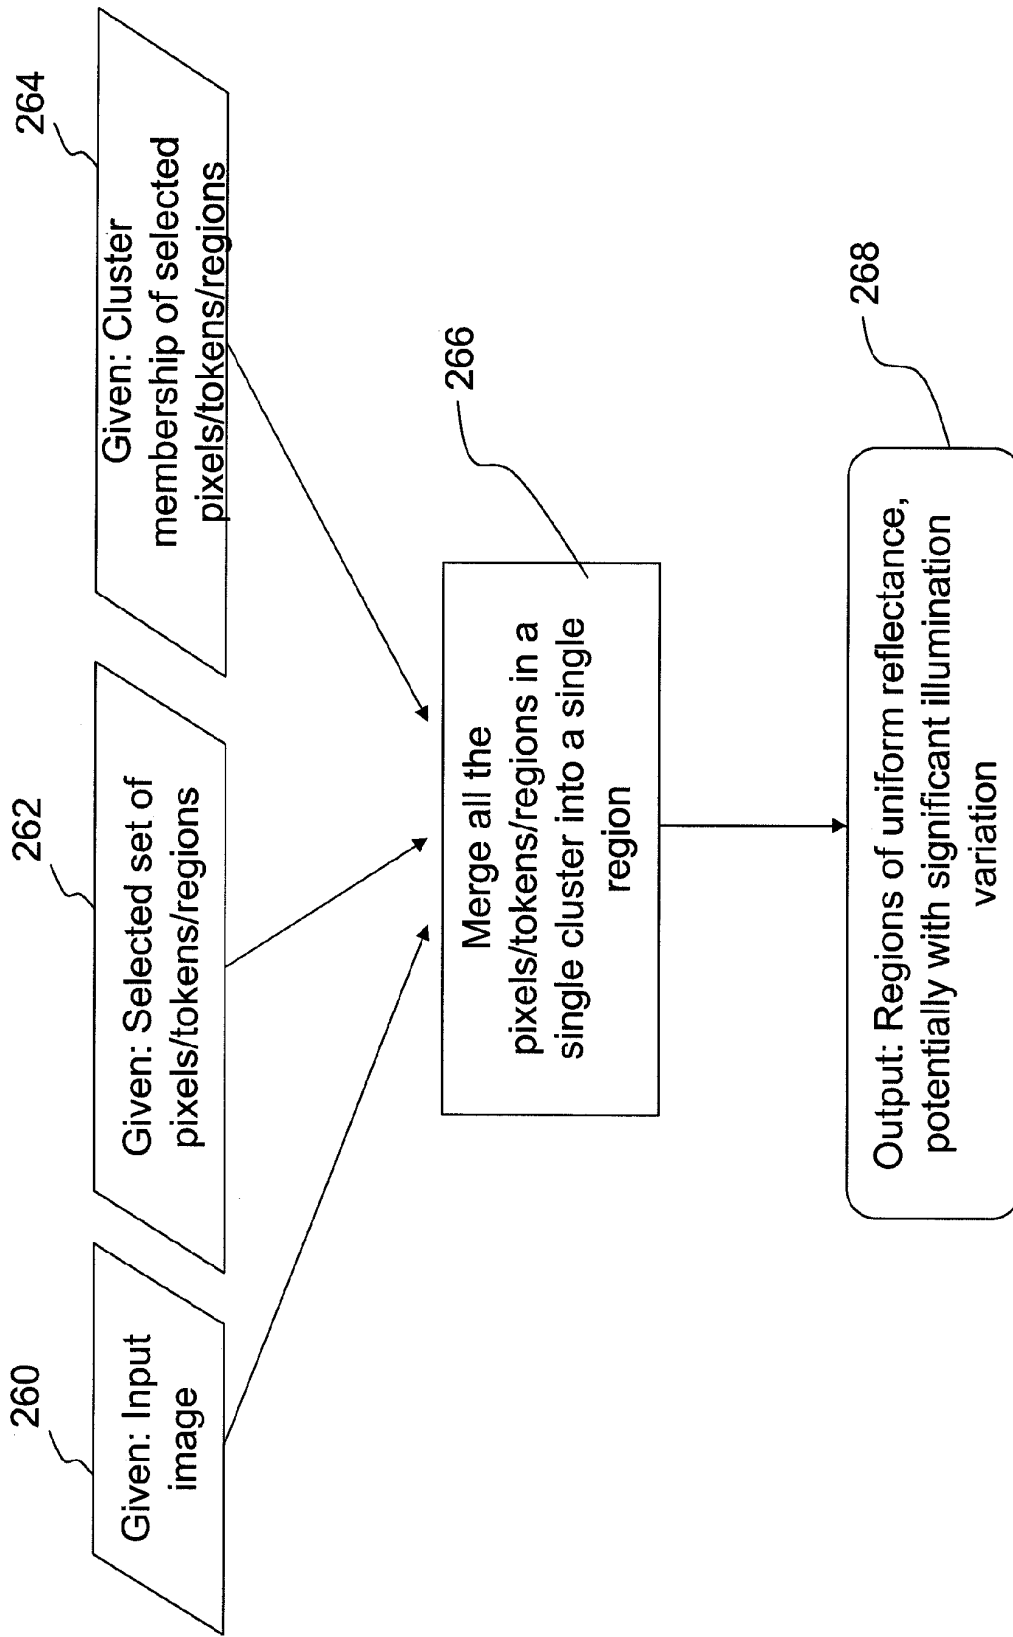 260
Given: Input
image
262
Given: Selected set of
pixels/tokens/regions
264
Given: Cluster
membership of selected
pixels/tokens/regions
266
Merge all the
pixels/tokens/regions in a
single cluster into a single
region
268
Output: Regions of uniform reflectance,
potentially with significant illumination
variation